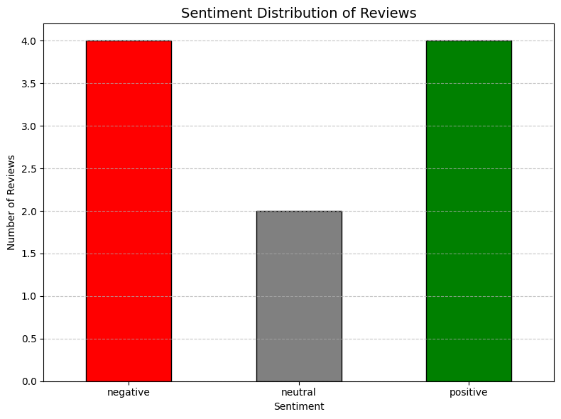 Sentiment Distribution of Reviews
4.0
3.5
3.0
2.5
2.0
1.5
1.0
0.5
0.0
Number of Reviews
negative neutral positive
Sentiment